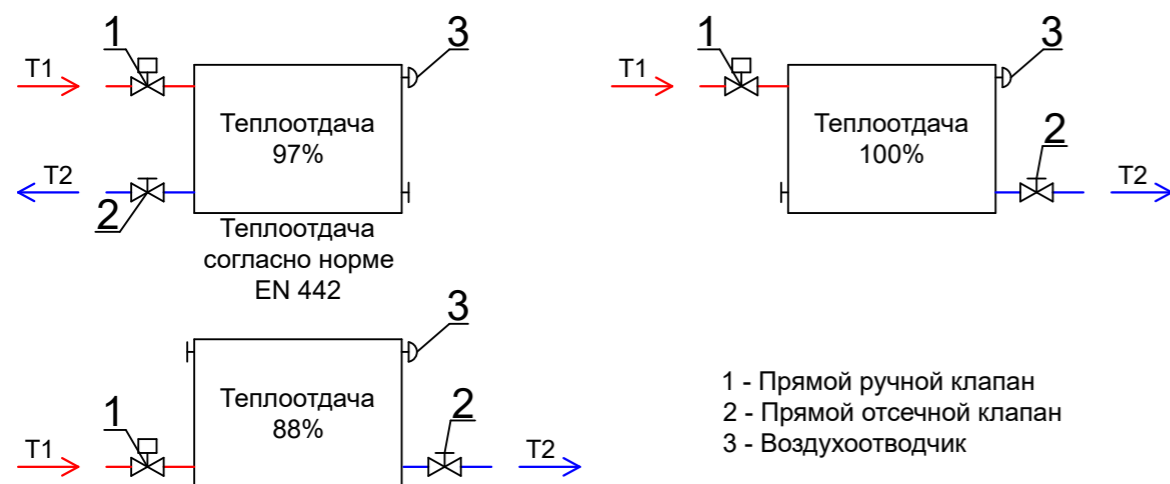 1
3
T1
Теплоотдача
97%
T2
2
Теплоотдача
согласно норме
EN 442
1
3
T1
Теплоотдача
100%
2
T2
3
1
Теплоотдача
88%
2
T1
T2
1 - Прямой ручной клапан
2 - Прямой отсечной клапан
3 - Воздухоотводчик